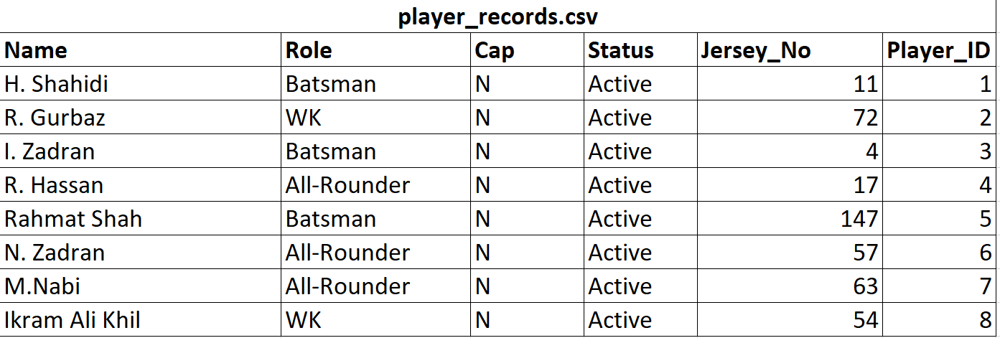 player_records.csv
Name Role Cap Status Jersey_No Player_ID
H. Shahidi Batsman N Active 11 1
R. Gurbaz WK N Active 72 2
I. Zadran Batsman N Active 4 3
R. Hassan All-Rounder N Active 17 4
Rahmat Shah Batsman N Active 147 5
N. Zadran All-Rounder N Active 57 6
M.Nabi All-Rounder N Active 63 7
Ikram Ali Khil WK N Active 54 8